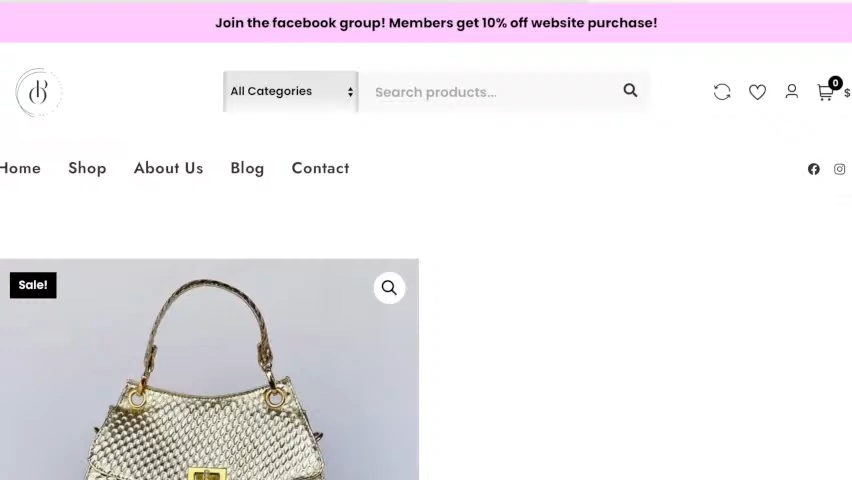 Join the facebook group! Members get 10% off website purchase!
All Categories
Search products...
0
$
Home
Shop
About Us
Blog
Contact
Sale!